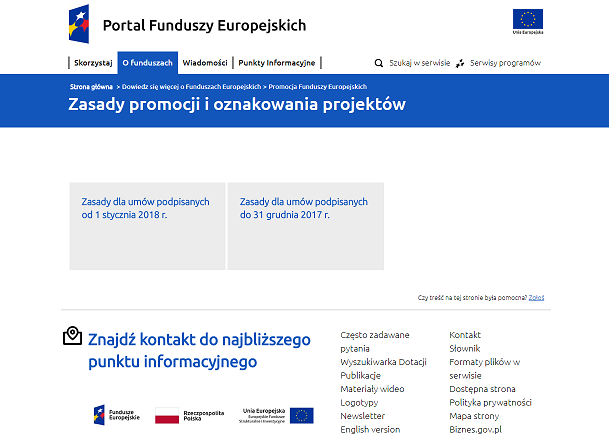 Portal Funduszy Europejskich
Unia Europejska
Skorzystaj O funduszach Wiadomości Punkty Informacyjne Szukaj w serwisie Serwisy programów
Strona główna > Dowiedz się więcej o Funduszach Europejskich > Promocja Funduszy Europejskich
Zasady promocji i oznakowania projektów
Zasady dla umów podpisanych
od 1 stycznia 2018 r.
Zasady dla umów podpisanych
do 31 grudnia 2017 r.
Czy treść na tej stronie była pomocna? Zgłoś
Znajdź kontakt do najbliższego
punktu informacyjnego
Często zadawane
pytania
Wyszukiwarka Dotacji
Publikacje
Materiały wideo
Logotypy
Newsletter
English version
Kontakt
Słownik
Formaty plików w
serwisie
Dostępna strona
Polityka prywatności
Mapa strony
Biznes.gov.pl
Fundusze
Europejskie
Rzeczpospolita
Polska
Unia Europejska
Europejskie Fundusze
Strukturalne i Inwestycyjne